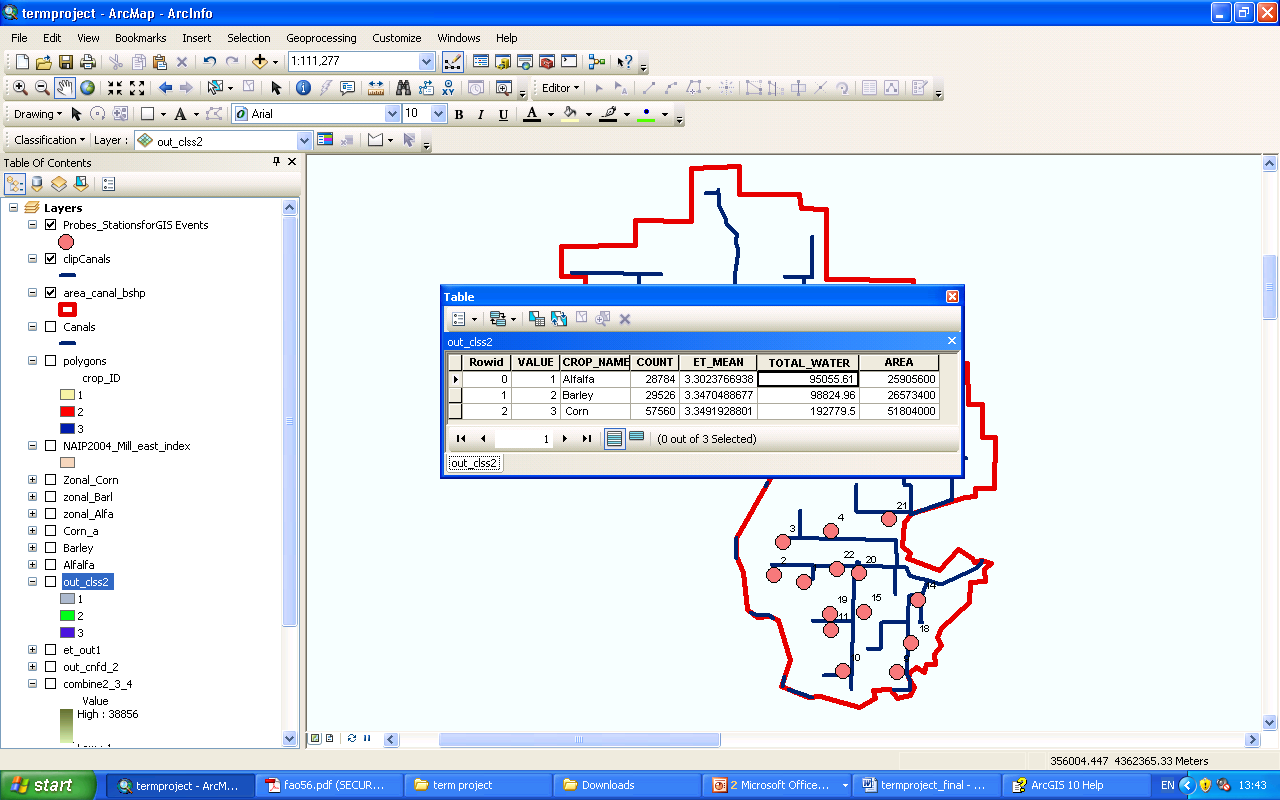 termproject - ArcMap - ArcInfo
File Edit View Bookmarks Insert Selection Geoprocessing Customize Windows Help
1:111,277
Editor
Drawing Arial 10 B I U A
Classification Layer : out_clss2
Table Of Contents
Layers
Probes_StationsforGIS Events
clipCanals
area_canal_bshp
Canals
polygons
crop_ID
1
2
3
NAIP2004_Mill_east_index
Zonal_Corn
zonal_Barl
zonal_Alfa
Corn_a
Barley
Alfalfa
out_clss2
1
2
3
et_out1
out_cnfd_2
combine2_3_4
Value
High : 38856
Table
out_clss2
Rowid VALUE CROP_NAME COUNT ET_MEAN TOTAL_WATER AREA
0 1 Alfalfa 28784 3.3023766938 95055.61 25905600
1 2 Barley 29526 3.3470488677 98824.96 26573400
2 3 Corn 57560 3.3491928801 192779.5 51804000
1 (0 out of 3 Selected)
out_clss2
21
4
3
22
20
2
14
19
15
11
18
10
356004.447 4362365.33 Meters
start termproject - ArcM... fao56.pdf (SECUR... term project Downloads 2 Microsoft Office... termproject_final - ... ArcGIS 10 Help EN 13:43